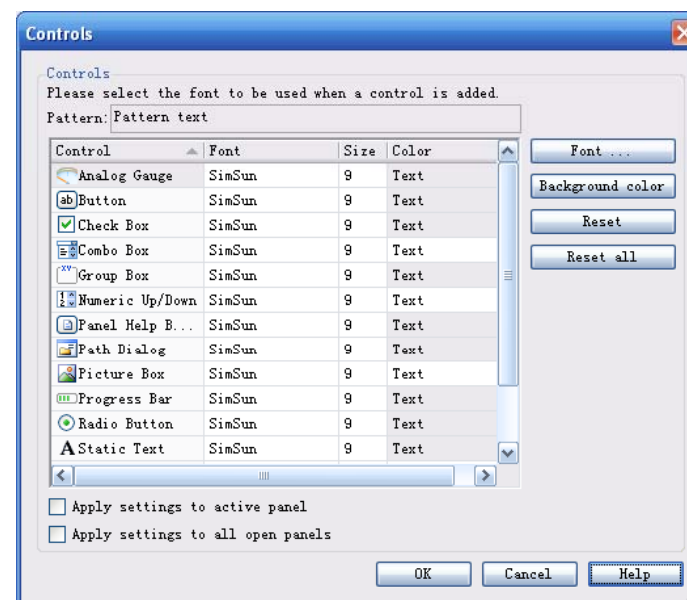 Controls
Controls
Please select the font to be used when a control is added.
Pattern: Pattern text
Control Font Size Color
Analog Gauge SimSun 9 Text
ab Button SimSun 9 Text
Check Box SimSun 9 Text
Combo Box SimSun 9 Text
XY Group Box SimSun 9 Text
1 2 Numeric Up/Down SimSun 9 Text
Panel Help B... SimSun 9 Text
Path Dialog SimSun 9 Text
Picture Box SimSun 9 Text
Progress Bar SimSun 9 Text
Radio Button SimSun 9 Text
A Static Text SimSun 9 Text
Font ...
Background color
Reset
Reset all
Apply settings to active panel
Apply settings to all open panels
OK Cancel Help